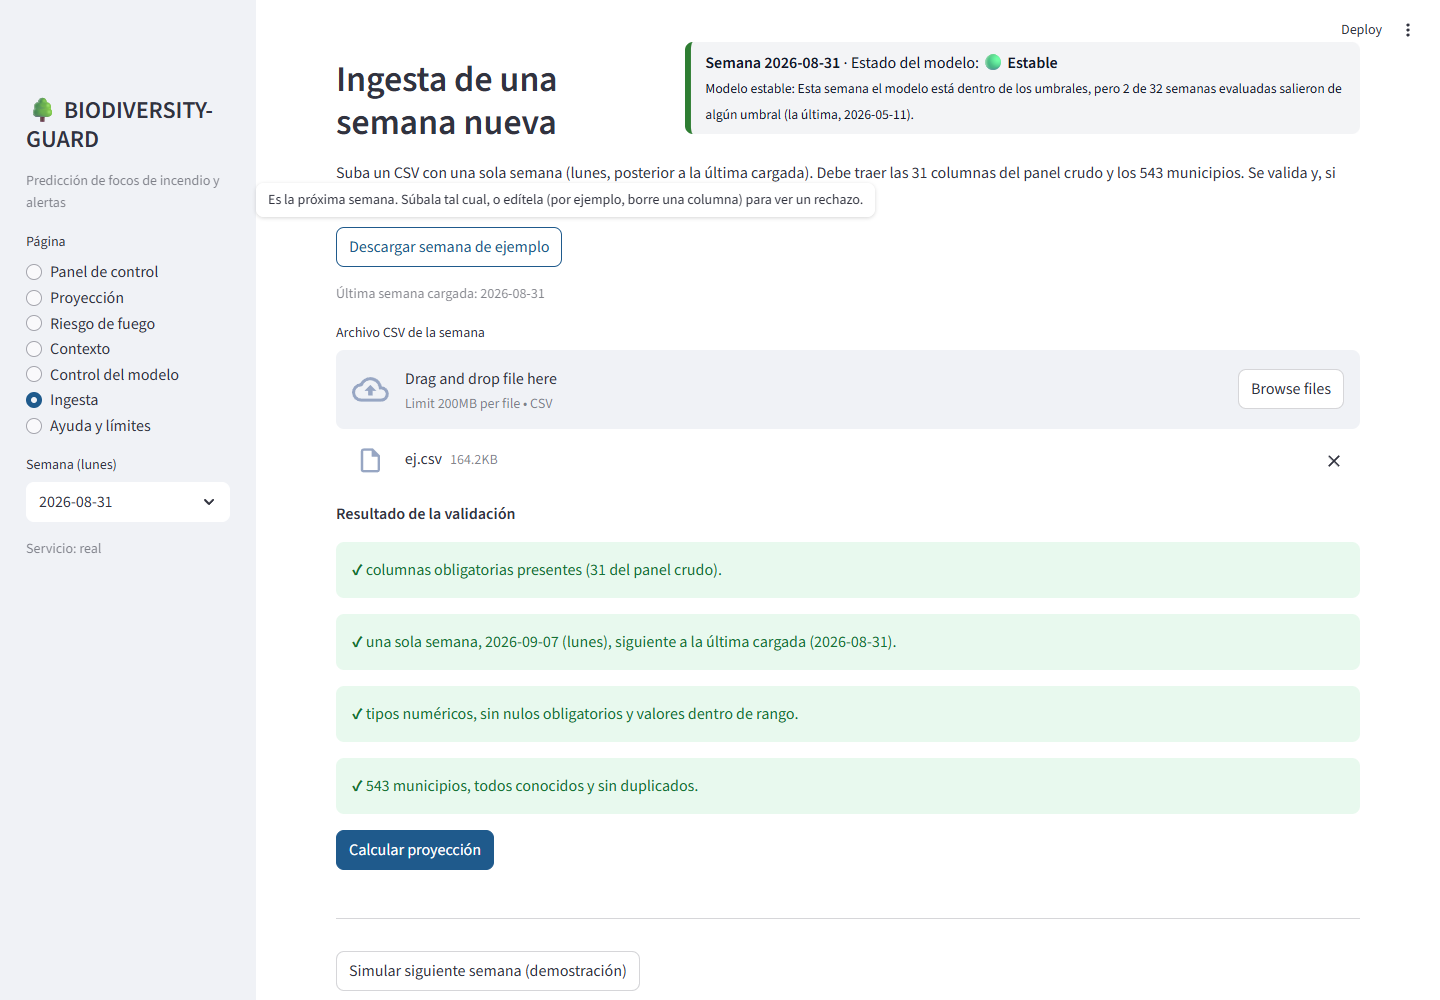 Deploy
BIODIVERSITY-
GUARD
Predicción de focos de incendio y
alertas
Página
Panel de control
Proyección
Riesgo de fuego
Contexto
Control del modelo
Ingesta
Ayuda y límites
Semana (lunes)
2026-08-31
Servicio: real
Ingesta de una
semana nueva
Semana 2026-08-31 · Estado del modelo: Estable
Modelo estable: Esta semana el modelo está dentro de los umbrales, pero 2 de 32 semanas evaluadas salieron de
algún umbral (la última, 2026-05-11).
Suba un CSV con una sola semana (lunes, posterior a la última cargada). Debe traer las 31 columnas del panel crudo y los 543 municipios. Se valida y, si
Es la próxima semana. Súbala tal cual, o edítela (por ejemplo, borre una columna) para ver un rechazo.
Descargar semana de ejemplo
Última semana cargada: 2026-08-31
Archivo CSV de la semana
Drag and drop file here
Limit 200MB per file • CSV
Browse files
ej.csv 164.2KB
Resultado de la validación
✓ columnas obligatorias presentes (31 del panel crudo).
✓ una sola semana, 2026-09-07 (lunes), siguiente a la última cargada (2026-08-31).
✓ tipos numéricos, sin nulos obligatorios y valores dentro de rango.
✓ 543 municipios, todos conocidos y sin duplicados.
Calcular proyección
Simular siguiente semana (demostración)